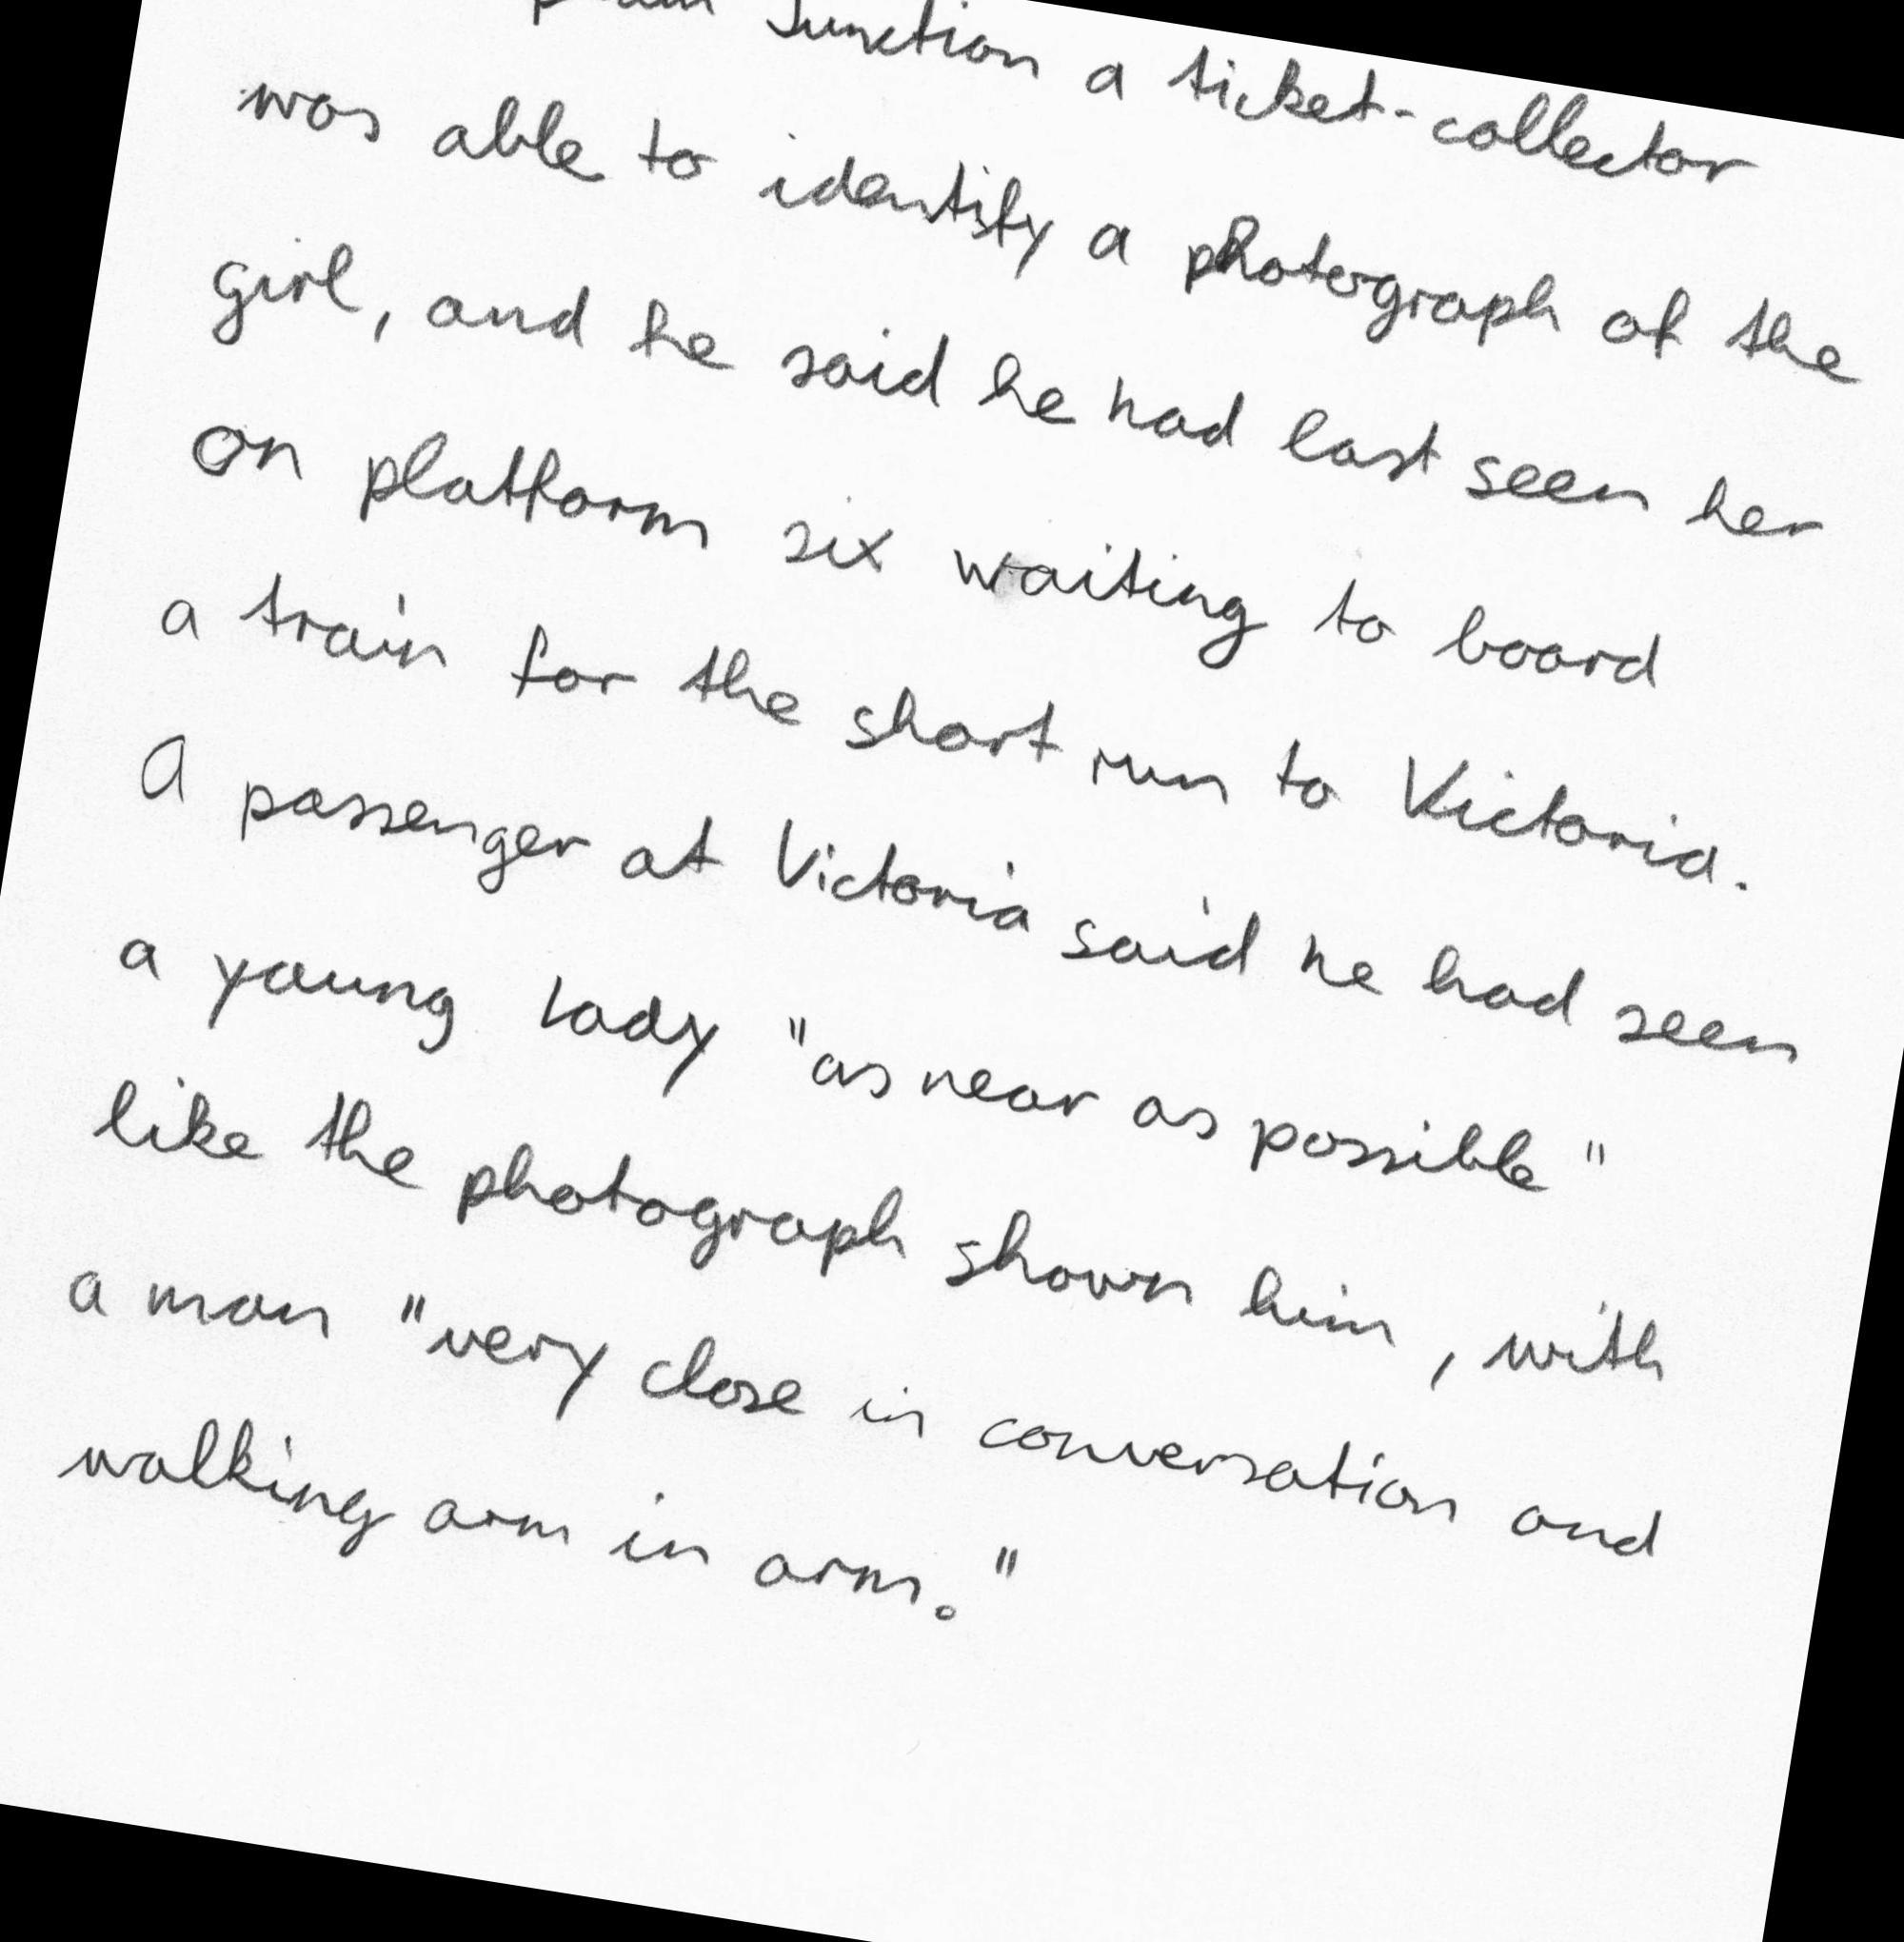 Junction a ticket-collector
was able to identify a photograph of the
girl, and he said he had last seen her
on platform six waiting to board
a train for the short run to Victoria.
A passenger at Victoria said he had seen
a young lady "as near as possible"
like the photograph shown him, with
a man "very close in conversation and
walking arm in arm."